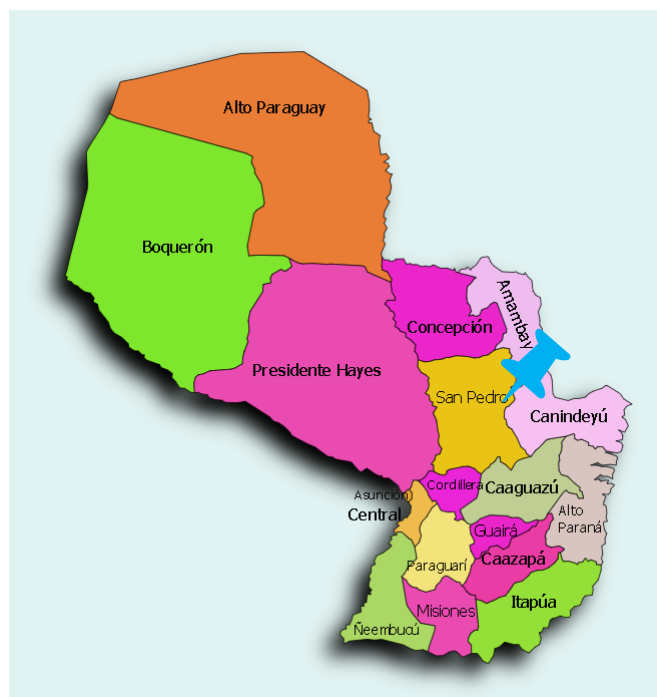 Alto Paraguay
Boquerón
Amambay
Concepción
Presidente Hayes
San Pedro
Canindeyú
Cordillera
Caaguazú
Asunción
Central
Alto
Paraná
Guairá
Caazapá
Paraguarí
Itapúa
Misiones
Ñeembucú